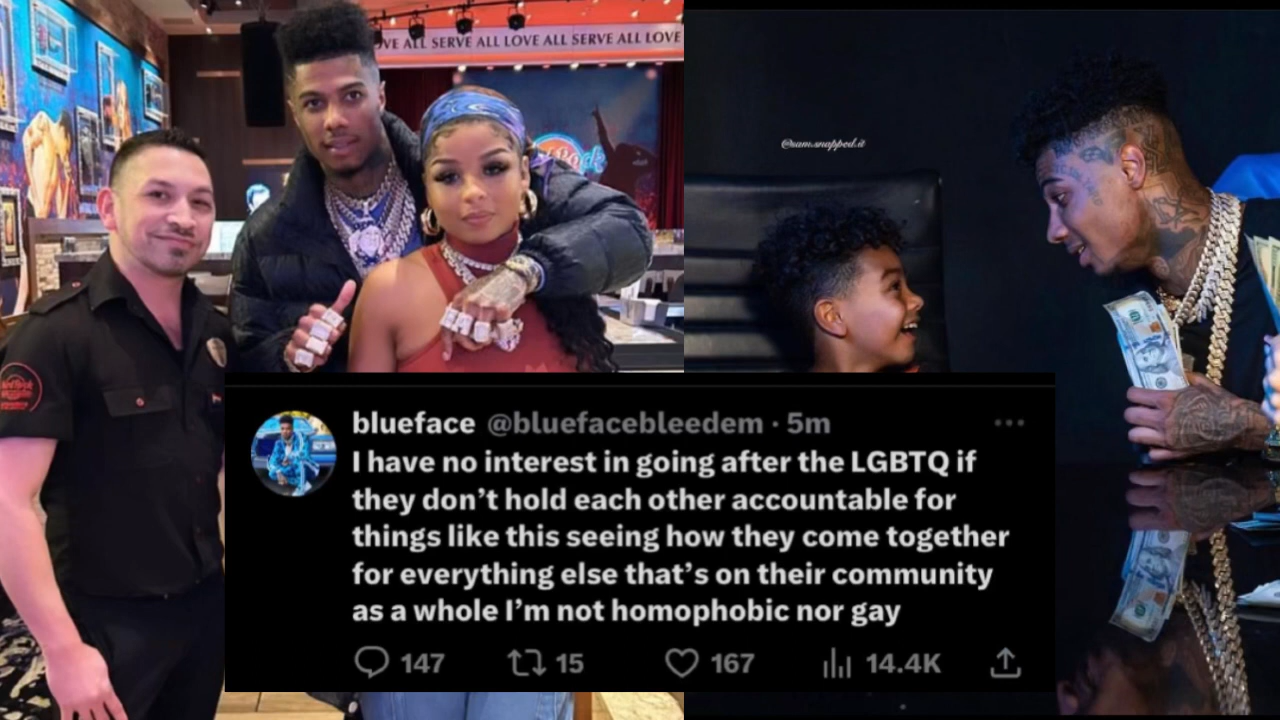 VE ALL SERVE ALL LOVE ALL SERVE ALL LOVE
@sam.snapped.it
blueface @bluefacebleedem · 5m
I have no interest in going after the LGBTQ if
they don’t hold each other accountable for
things like this seeing how they come together
for everything else that’s on their community
as a whole I’m not homophobic nor gay
147 15 167 14.4K